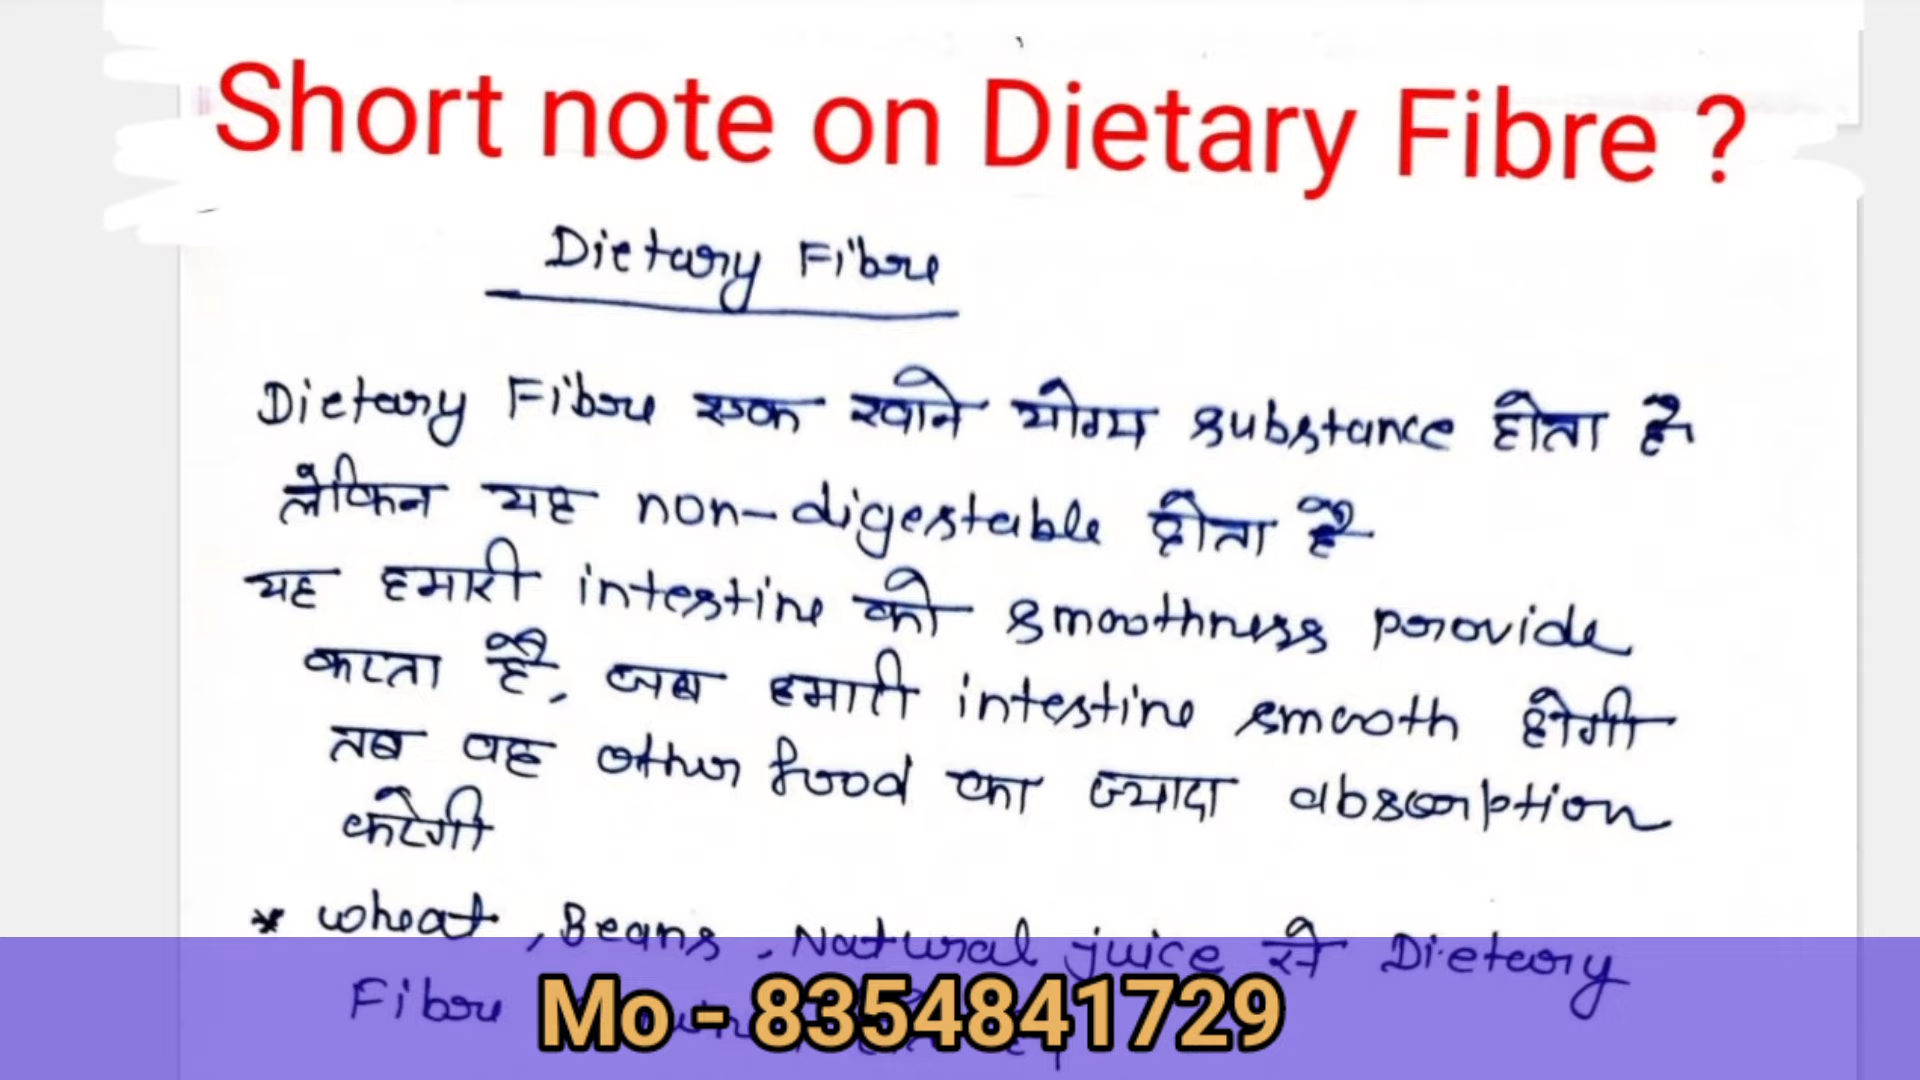 Short note on Dietary Fibre ?
Dietary Fibre
Dietary Fibre एक खाने योग्य substance होता है
लेकिन यह non-digestable होता है
यह हमारी intestine को smoothness provide
करता है, जब हमारी intestine smooth होगी
तब वह other food का ज्यादा absorption
करेगी
* wheat, Beans, Natural juice से Dietary
Fibre
Mo - 8354841729